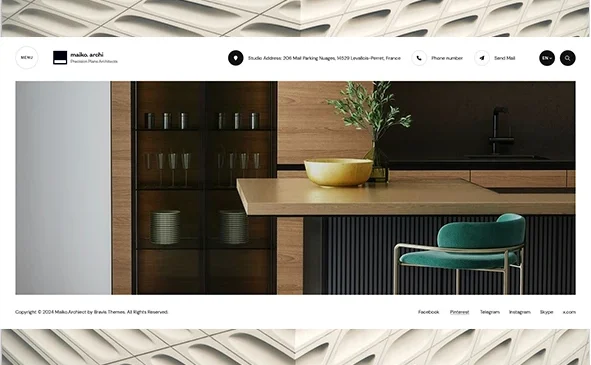 MENU
maiko. archi
Precision Plans Architects
Studio Address: 206 Mail Parking Nuages, 14529 Levallois-Perret, France
Phone number
Send Mail
EN
Copyright © 2024 Maiko.Architect by Bravis Themes. All Rights Reserved.
Facebook
Pinterest
Telegram
Instagram
Skype
x.com